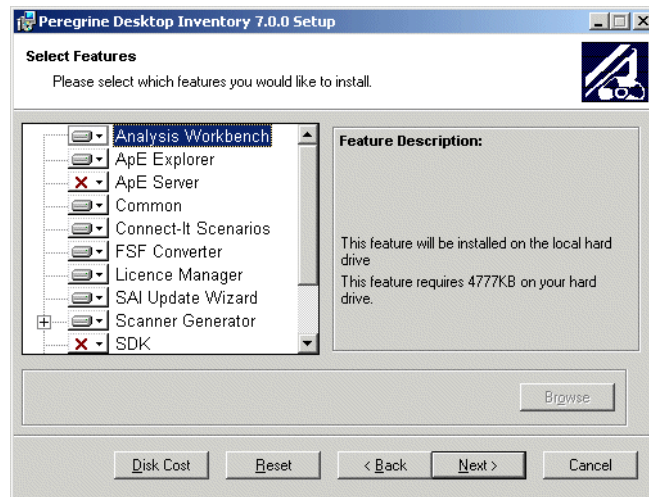 Peregrine Desktop Inventory 7.0.0 Setup
Select Features
Please select which features you would like to install.
Analysis Workbench
ApE Explorer
ApE Server
Common
Connect-It Scenarios
FSF Converter
Licence Manager
SAI Update Wizard
Scanner Generator
SDK
Feature Description:
This feature will be installed on the local hard
drive
This feature requires 4777KB on your hard
drive.
Browse
Disk Cost
Reset
< Back
Next >
Cancel